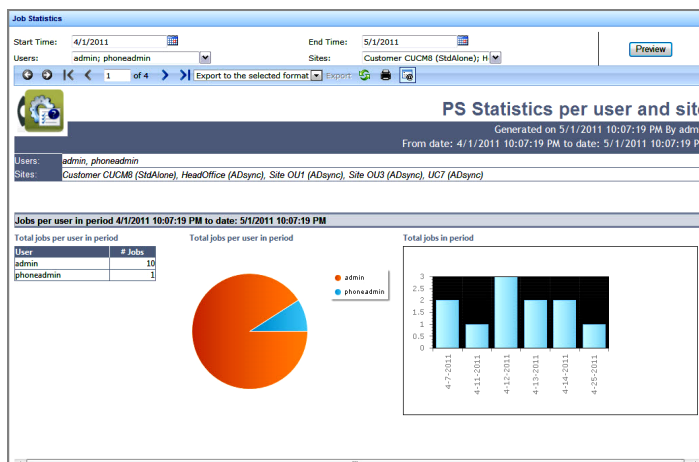 Job Statistics
Start Time: 4/1/2011 End Time: 5/1/2011
Users: admin; phoneadmin Sites: Customer CUCM8 (StdAlone); H
Preview
1 of 4 Export to the selected format Export
PS Statistics per user and site
Generated on 5/1/2011 10:07:19 PM By adm
From date: 4/1/2011 10:07:19 PM to date: 5/1/2011 10:07:19 P
Users: admin, phoneadmin
Sites: Customer CUCM8 (StdAlone), HeadOffice (ADsync), Site OU1 (ADsync), Site OU3 (ADsync), UC7 (ADsync)
Jobs per user in period 4/1/2011 10:07:19 PM to date: 5/1/2011 10:07:19 PM
Total jobs per user in period
User # Jobs
admin 10
phoneadmin 1
Total jobs per user in period
admin
phoneadmin
Total jobs in period
3
2.5
2
1.5
1
0.5
0
4-7-2011
4-11-2011
4-12-2011
4-13-2011
4-14-2011
4-25-2011